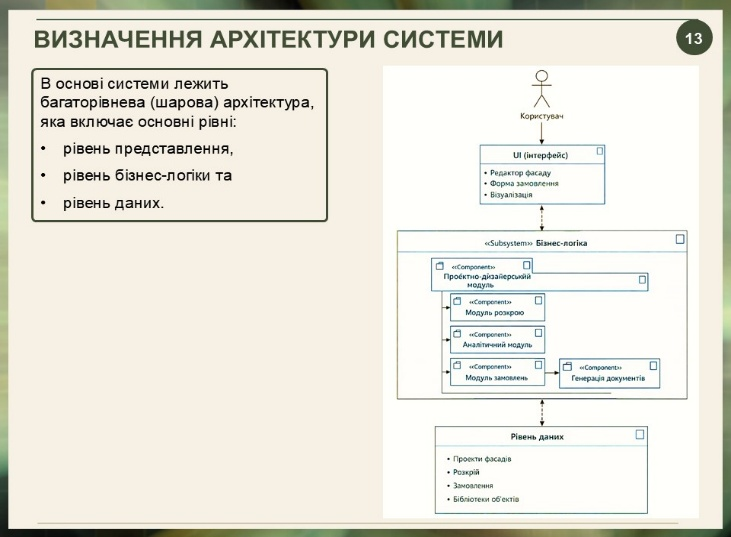 ВИЗНАЧЕННЯ АРХІТЕКТУРИ СИСТЕМИ
13
В основі системи лежить
багаторівнева (шарова) архітектура,
яка включає основні рівні:
• рівень представлення,
• рівень бізнес-логіки та
• рівень даних.
Користувач
UI (інтерфейс)
• Редактор фасаду
• Форма замовлення
• Візуалізація
«Subsystem» Бізнес-логіка
«Component»
Проєктно-дизайнерський
модуль
«Component»
Модуль розкрою
«Component»
Аналітичний модуль
«Component»
Модуль замовлень
«Component»
Генерація документів
Рівень даних
• Проекти фасадів
• Розкрій
• Замовлення
• Бібліотеки об'єктів